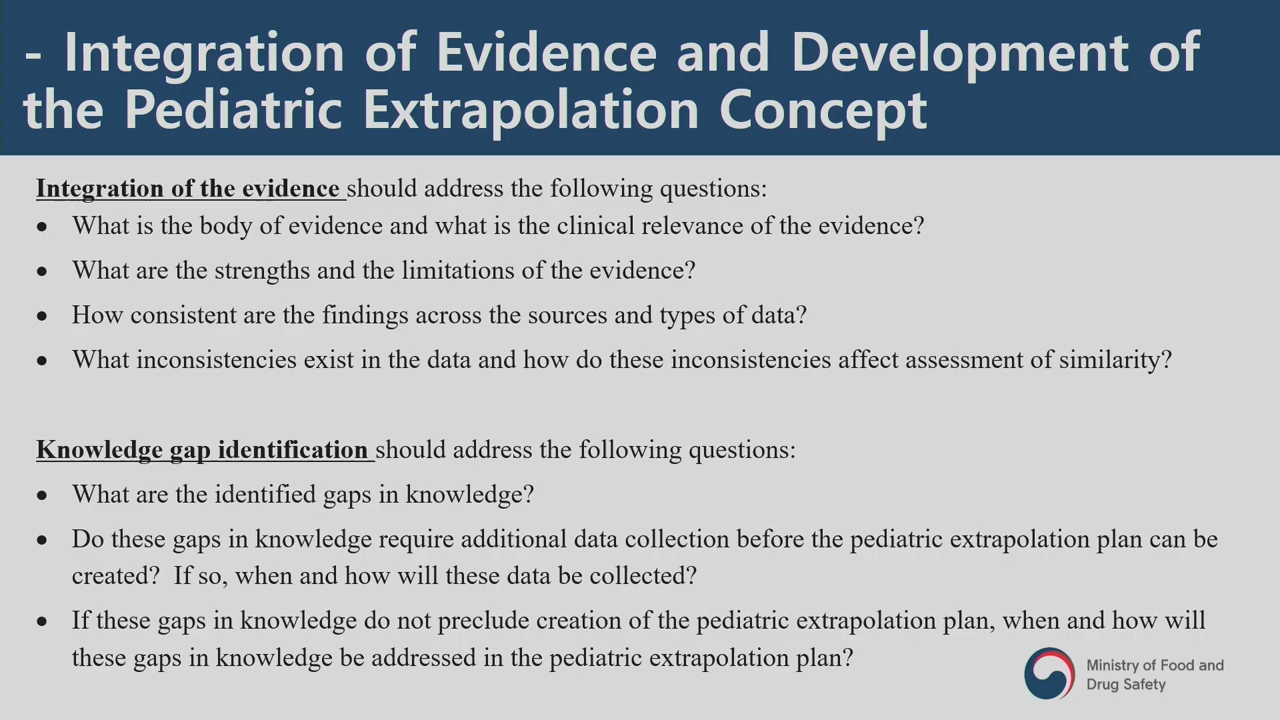 - Integration of Evidence and Development of
the Pediatric Extrapolation Concept
Integration of the evidence should address the following questions:
• What is the body of evidence and what is the clinical relevance of the evidence?
• What are the strengths and the limitations of the evidence?
• How consistent are the findings across the sources and types of data?
• What inconsistencies exist in the data and how do these inconsistencies affect assessment of similarity?
Knowledge gap identification should address the following questions:
• What are the identified gaps in knowledge?
• Do these gaps in knowledge require additional data collection before the pediatric extrapolation plan can be
created?  If so, when and how will these data be collected?
• If these gaps in knowledge do not preclude creation of the pediatric extrapolation plan, when and how will
these gaps in knowledge be addressed in the pediatric extrapolation plan?
Ministry of Food and
Drug Safety